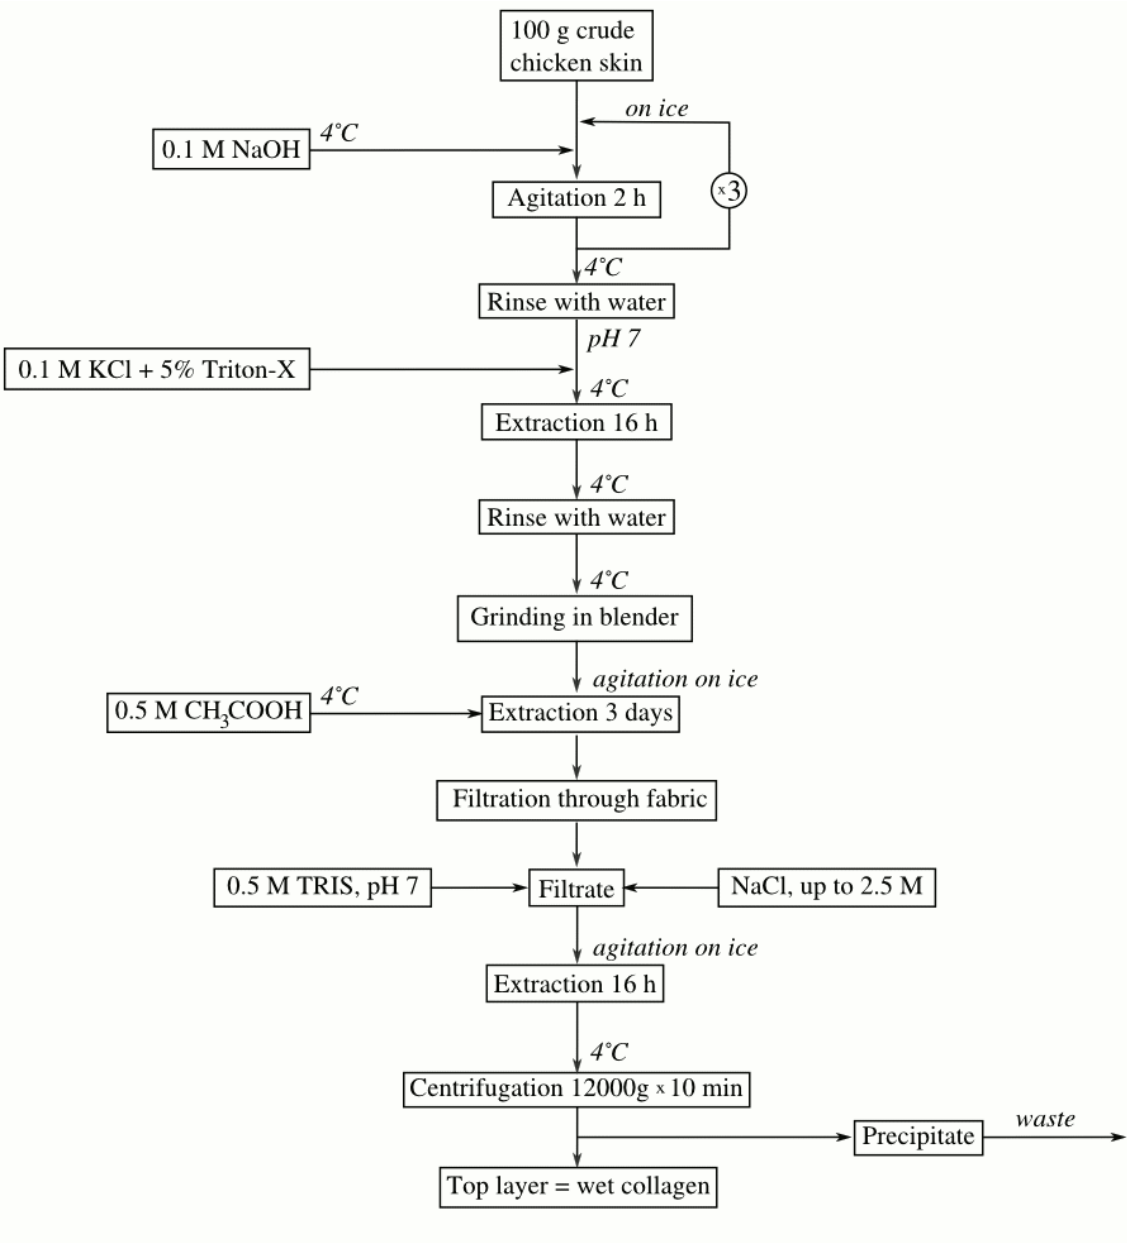 100 g crude
chicken skin
on ice
4°C
0.1 M NaOH
Agitation 2 h
x3
4°C
Rinse with water
pH 7
0.1 M KCl + 5% Triton-X
4°C
Extraction 16 h
4°C
Rinse with water
4°C
Grinding in blender
agitation on ice
4°C
0.5 M CH₃COOH
Extraction 3 days
Filtration through fabric
0.5 M TRIS, pH 7
Filtrate
NaCl, up to 2.5 M
agitation on ice
Extraction 16 h
4°C
Centrifugation 12000g x 10 min
Precipitate
waste
Top layer = wet collagen